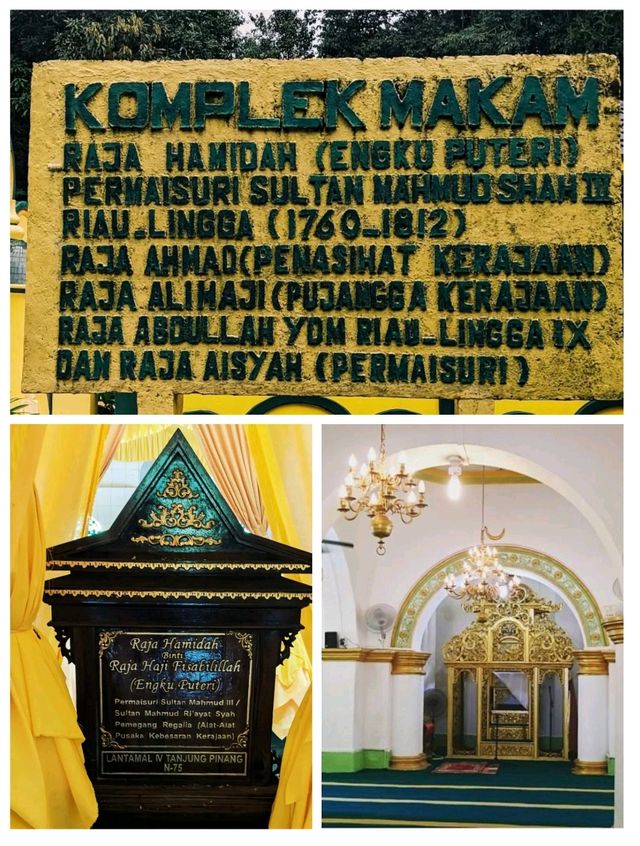 KOMPLEK MAKAM
RAJA HAMIDAH (ENGKU PUTERI)
PERMAISURI SULTAN MAHMUD SHAH III
RIAU-LINGGA (1760-1812)
RAJA AHMAD (PENASIHAT KERAJAAN)
RAJA ALI HAJI (PUJANGGA KERAJAAN)
RAJA ABDULLAH YDM RIAU-LINGGA IX
DAN RAJA AISYAH (PERMAISURI)
Raja Hamidah
Binti
Raja Haji Fisabilillah
(Engku Puteri)
Permaisuri Sultan Mahmud III /
Sultan Mahmud Ri'ayat Syah
Pemegang Regalia (Alat-Alat
Pusaka Kebesaran Kerajaan)
LANTAMAL IV TANJUNG PINANG
N-75